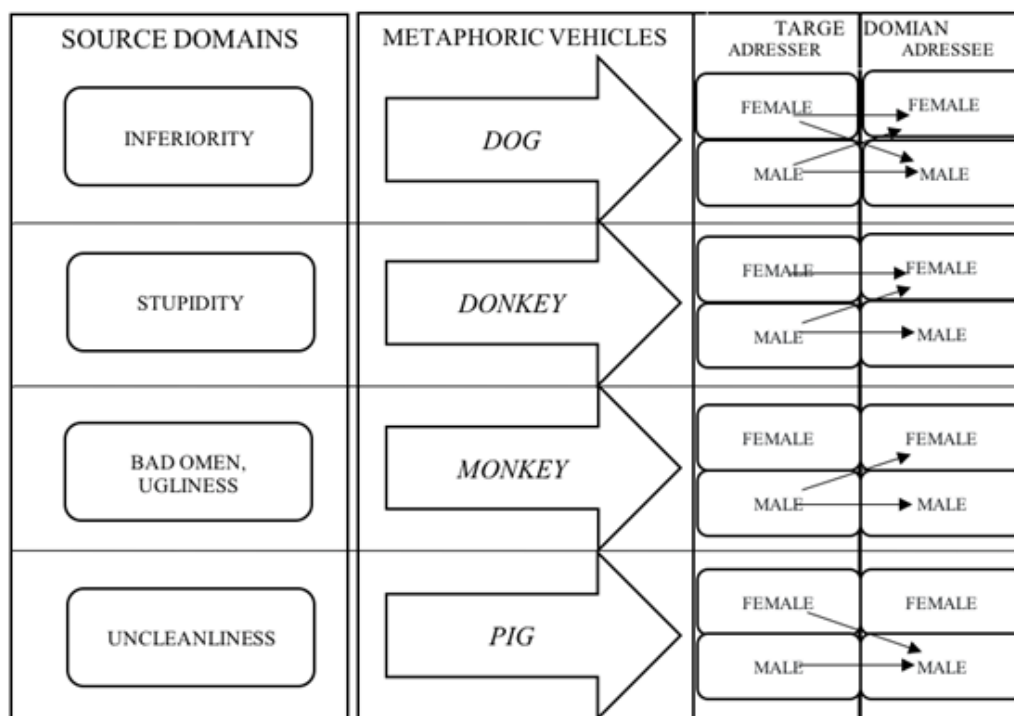 SOURCE DOMAINS
METAPHORIC VEHICLES
TARGE DOMIAN
ADRESSER ADRESSEE
INFERIORITY
DOG
FEMALE FEMALE
MALE MALE
STUPIDITY
DONKEY
FEMALE FEMALE
MALE MALE
BAD OMEN,
UGLINESS
MONKEY
FEMALE FEMALE
MALE MALE
UNCLEANLINESS
PIG
FEMALE FEMALE
MALE MALE